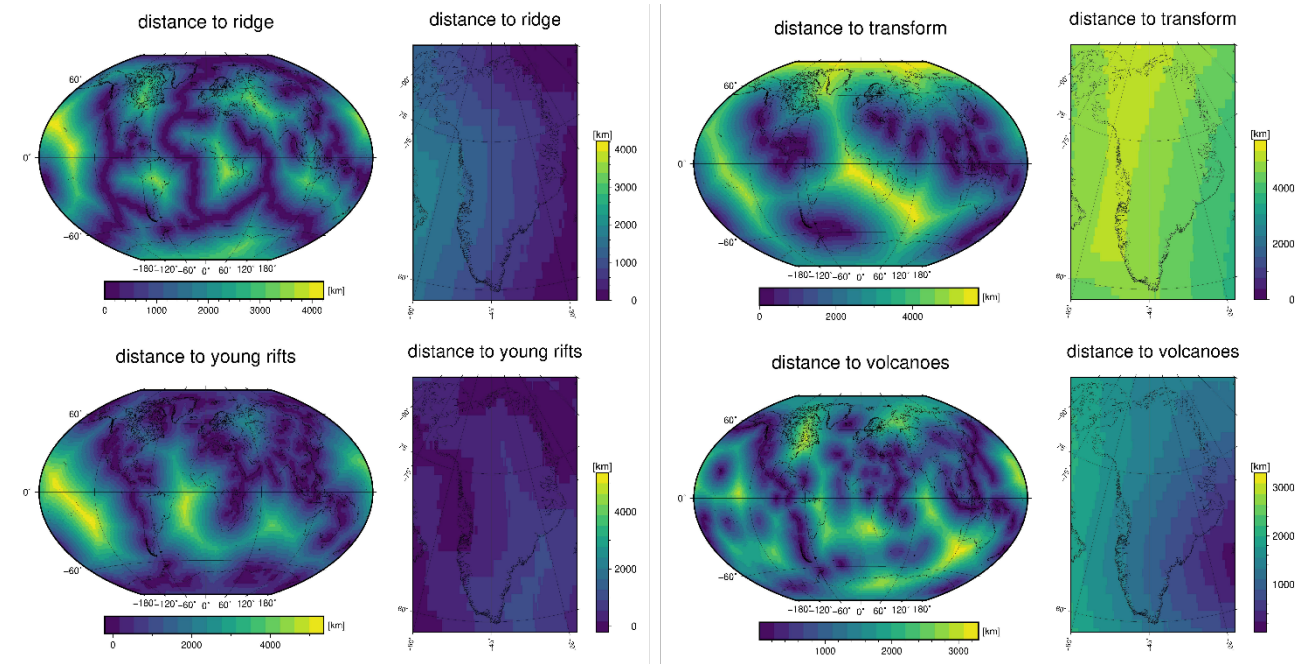 distance to ridge
60˚
0˚
−60˚
−180˚−120˚−60˚ 0˚ 60˚ 120˚ 180˚
[km]
0 1000 2000 3000 4000
distance to ridge
[km]
4000
3000
2000
1000
0
distance to transform
60˚
0˚
−60˚
−180˚ −120˚ −60˚ 0˚ 60˚ 120˚ 180˚
[km]
0 2000 4000
distance to transform
[km]
4000
2000
0
distance to young rifts
60˚
0˚
−60˚
−180˚−120˚−60˚ 0˚ 60˚ 120˚ 180˚
[km]
0 2000 4000
distance to young rifts
[km]
4000
2000
0
distance to volcanoes
60˚
0˚
−60˚
−180˚ −120˚ −60˚ 0˚ 60˚ 120˚ 180˚
[km]
1000 2000 3000
distance to volcanoes
[km]
3000
2000
1000